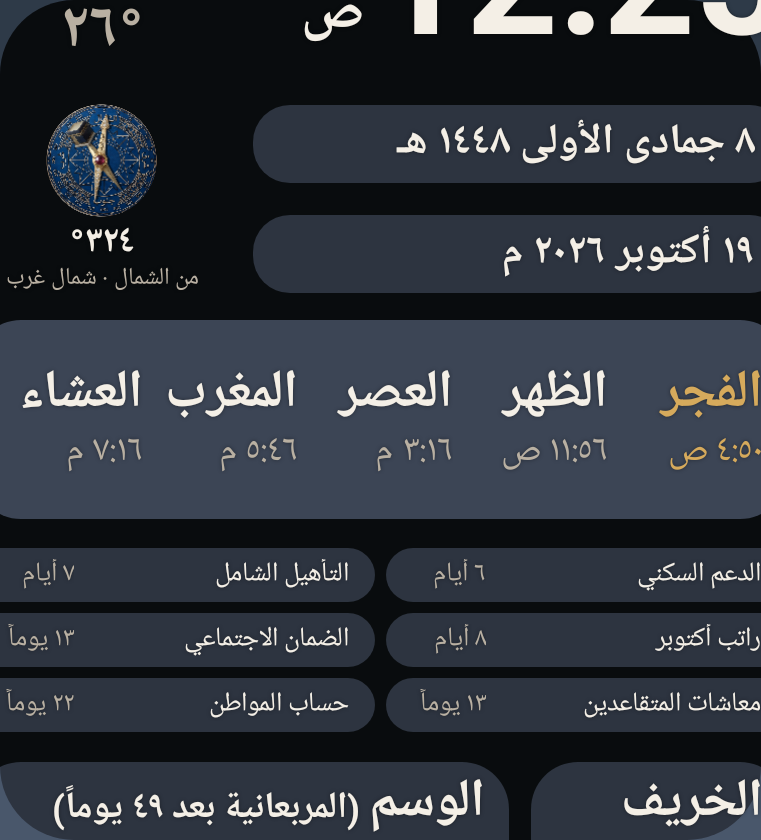 ص ٢٦°
٨ جمادى الأولى ١٤٤٨ هـ
٣٢٤°
من الشمال · شمال غرب
١٩ أكتوبر ٢٠٢٦ م
الفجر الظهر العصر المغرب العشاء
٤:٥٠ ص ١١:٥٦ ص ٣:١٦ م ٥:٤٦ م ٧:١٦ م
الدعم السكني ٦ أيام التأهيل الشامل ٧ أيام
راتب أكتوبر ٨ أيام الضمان الاجتماعي ١٣ يوماً
معاشات المتقاعدين ١٣ يوماً حساب المواطن ٢٢ يوماً
الخريف الوسم (المربعانية بعد ٤٩ يوماً)